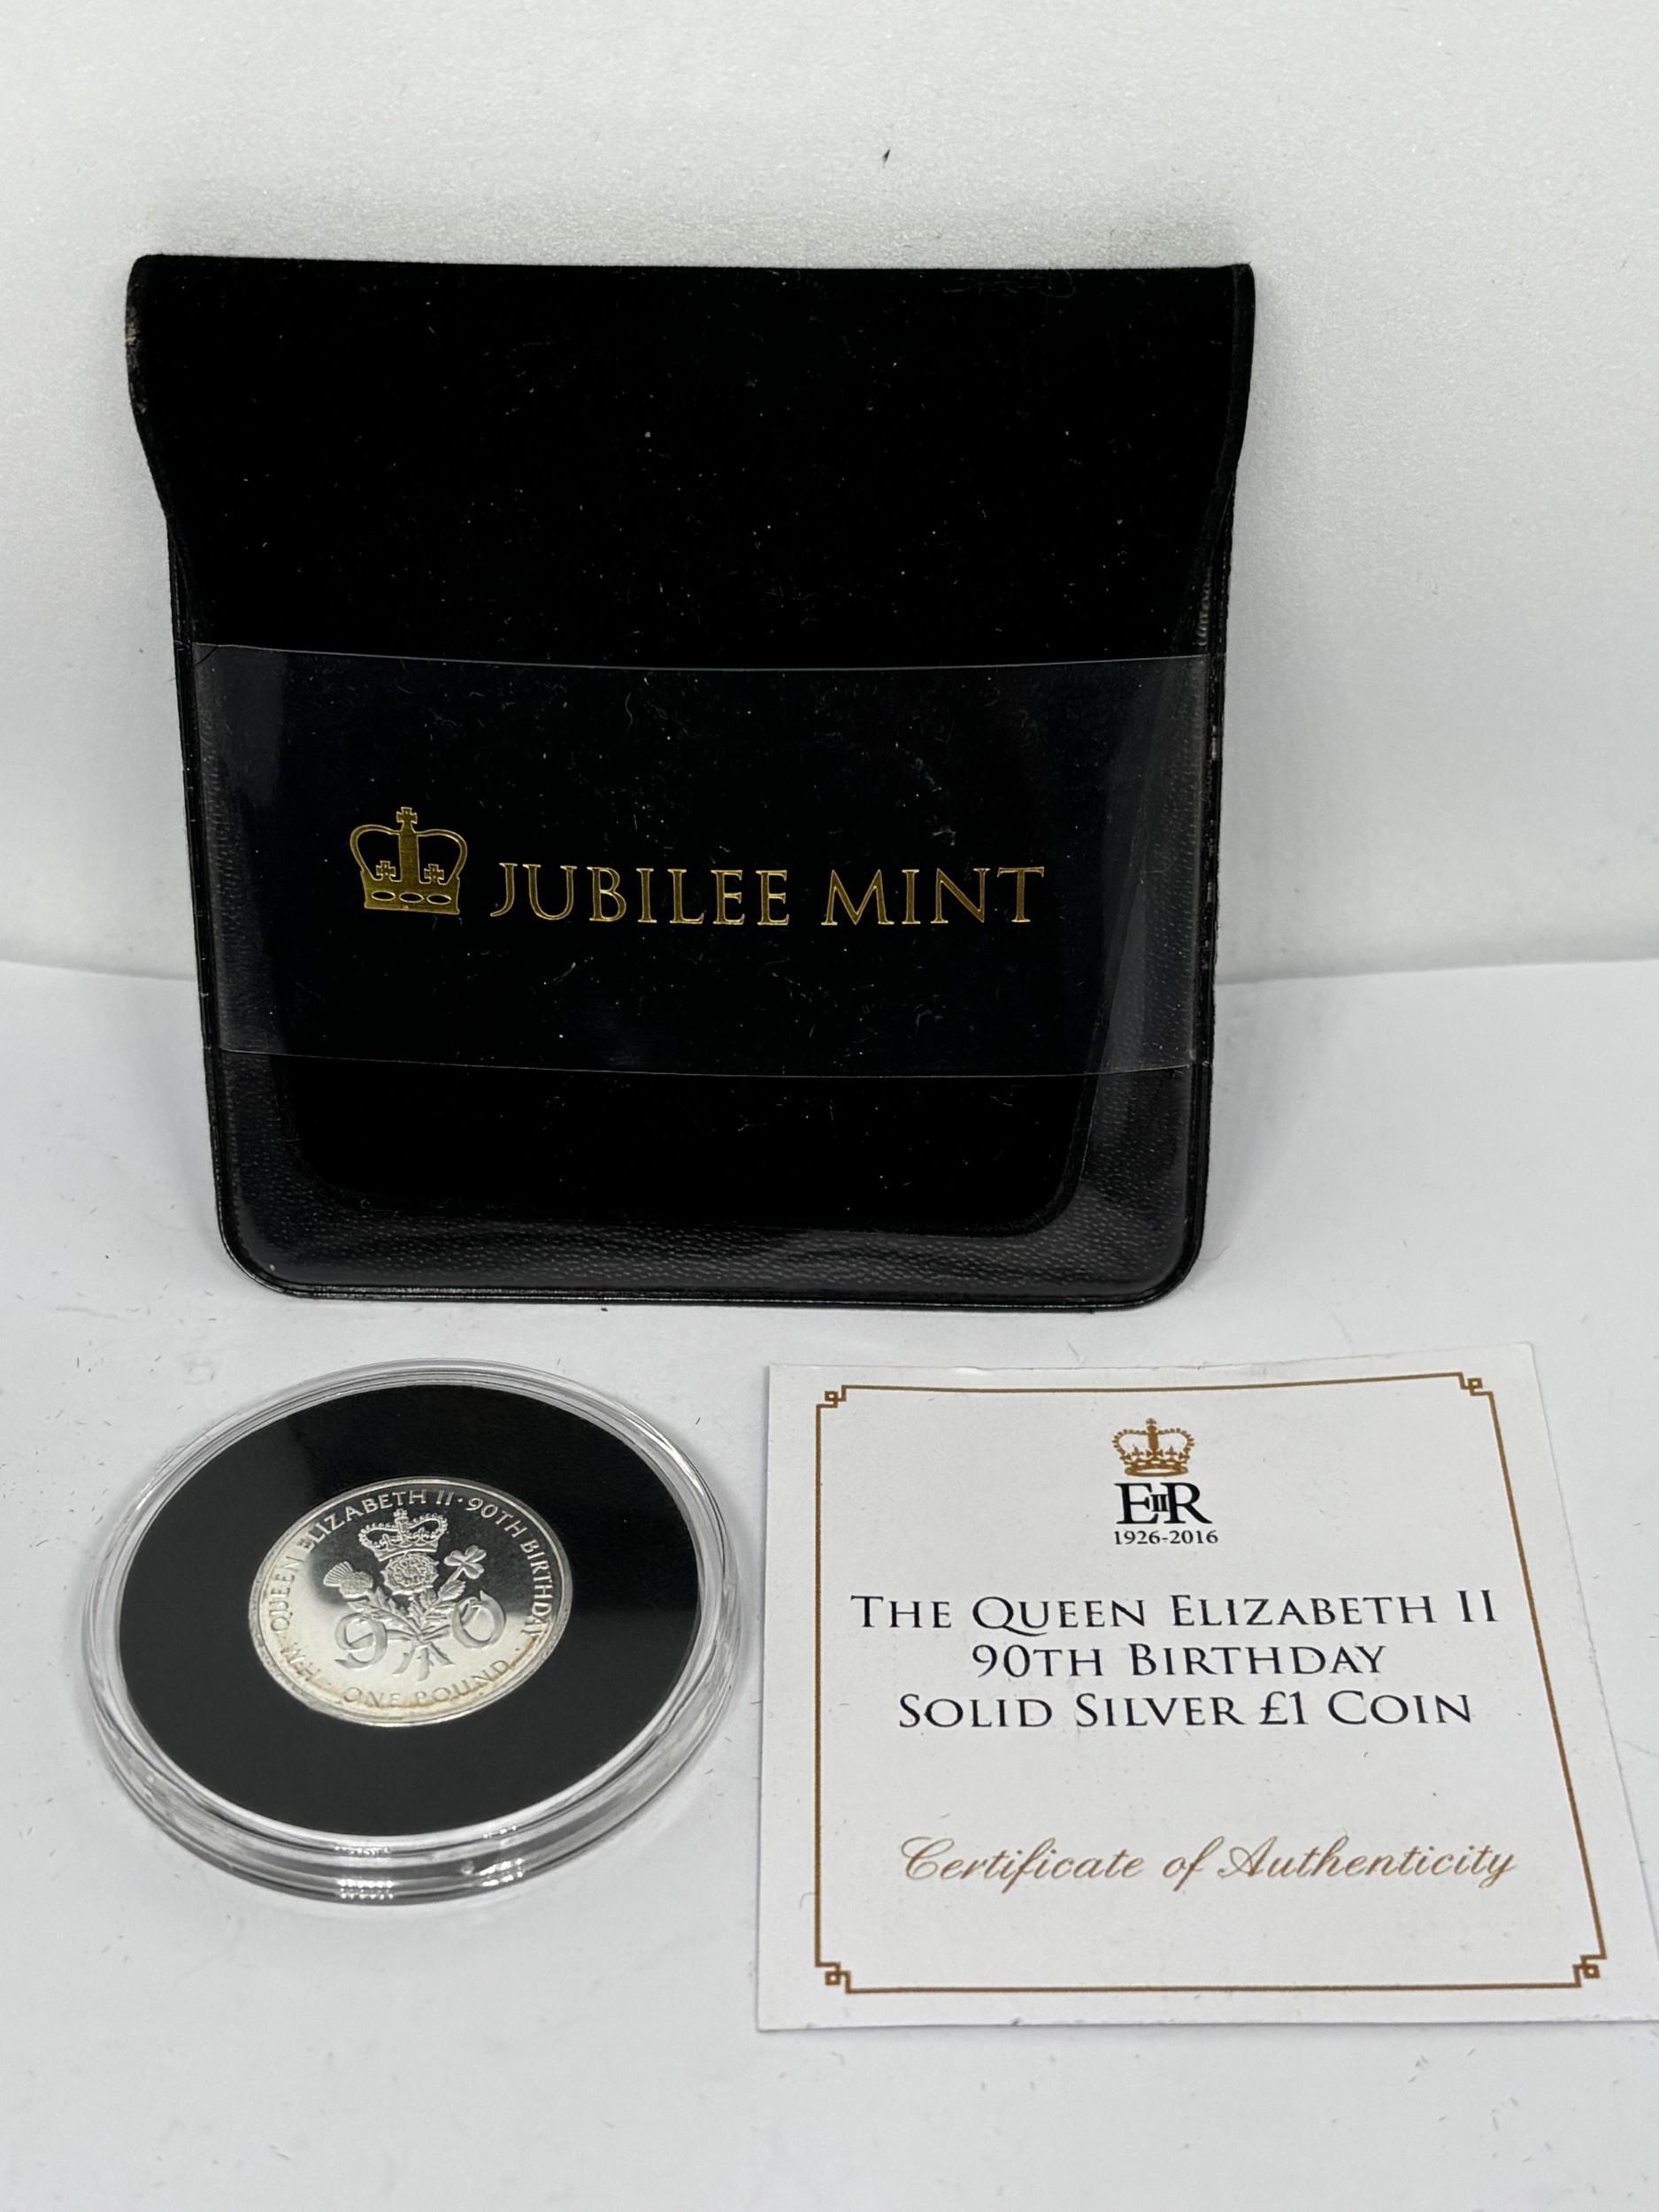 JUBILEE MINT
QUEEN ELIZABETH II · 90TH BIRTHDAY
90
ONE POUND
EIIR
1926-2016
THE QUEEN ELIZABETH II
90TH BIRTHDAY
SOLID SILVER £1 COIN
Certificate of Authenticity